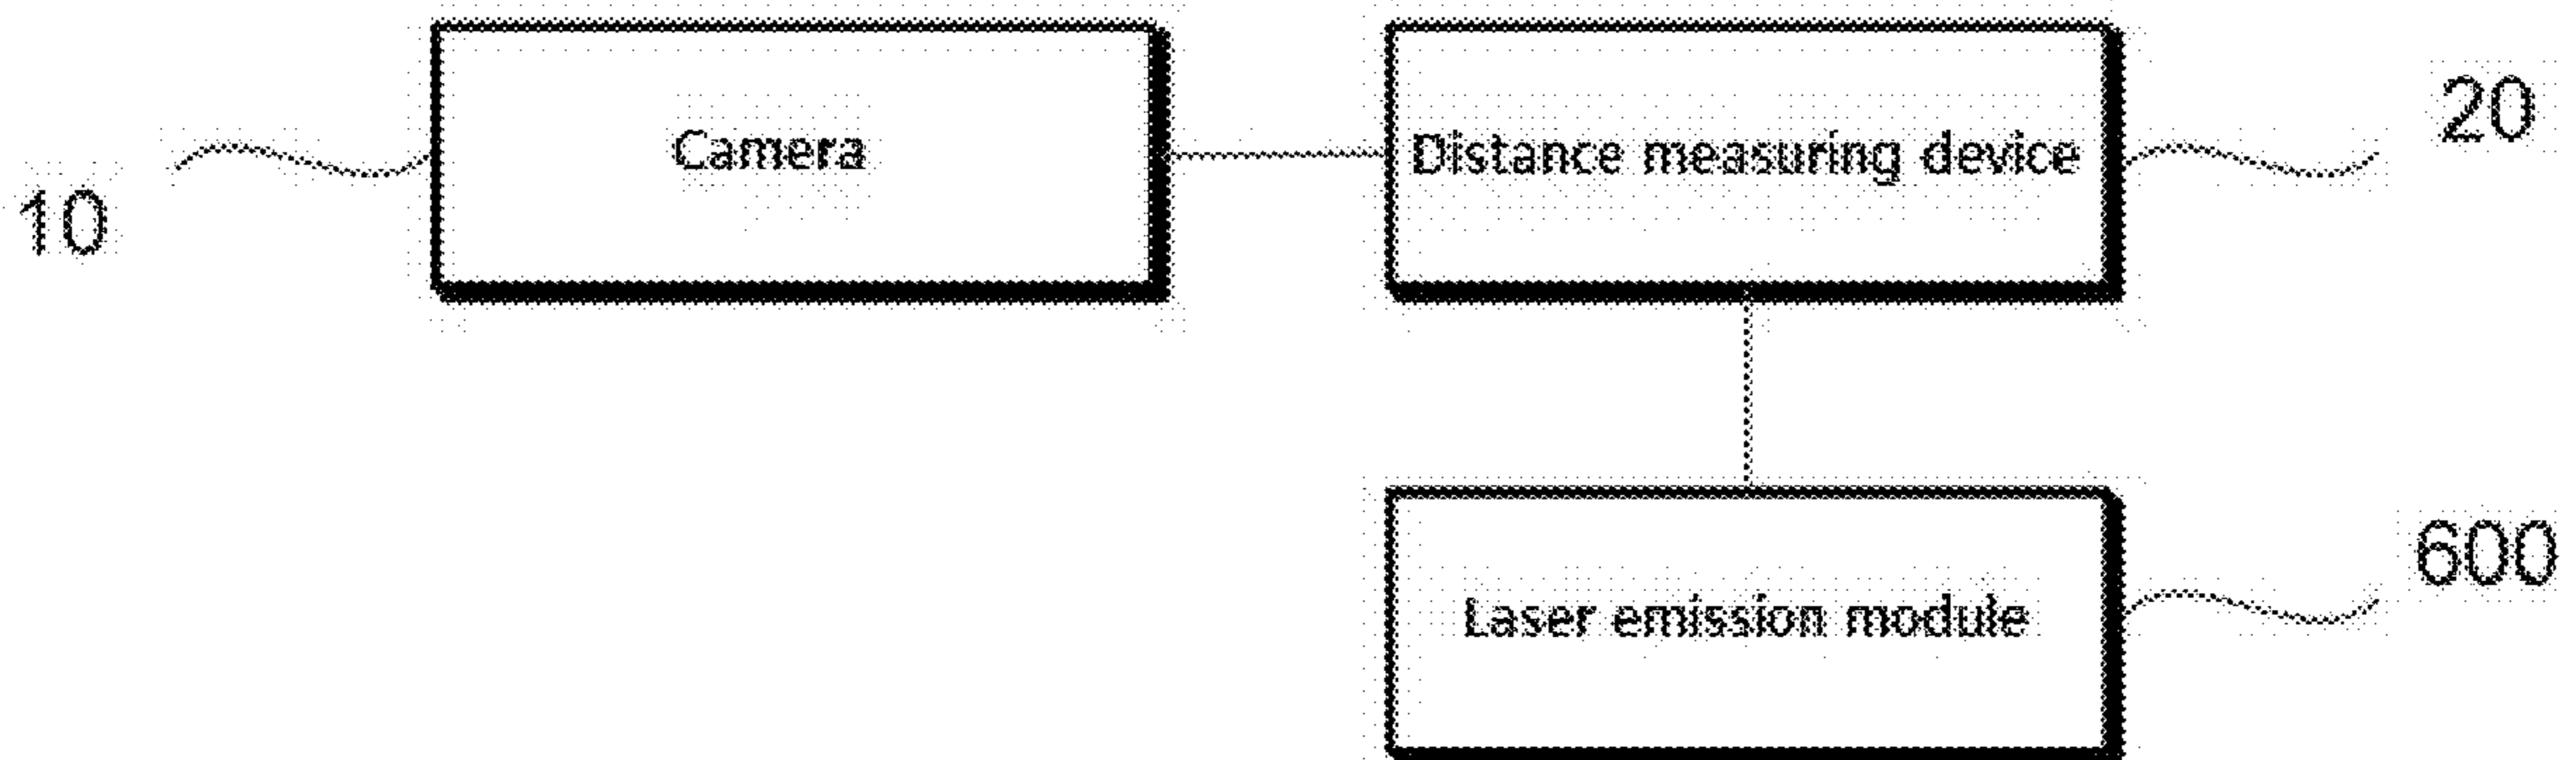 Camera
Distance measuring device
20
10
Laser emission module
600